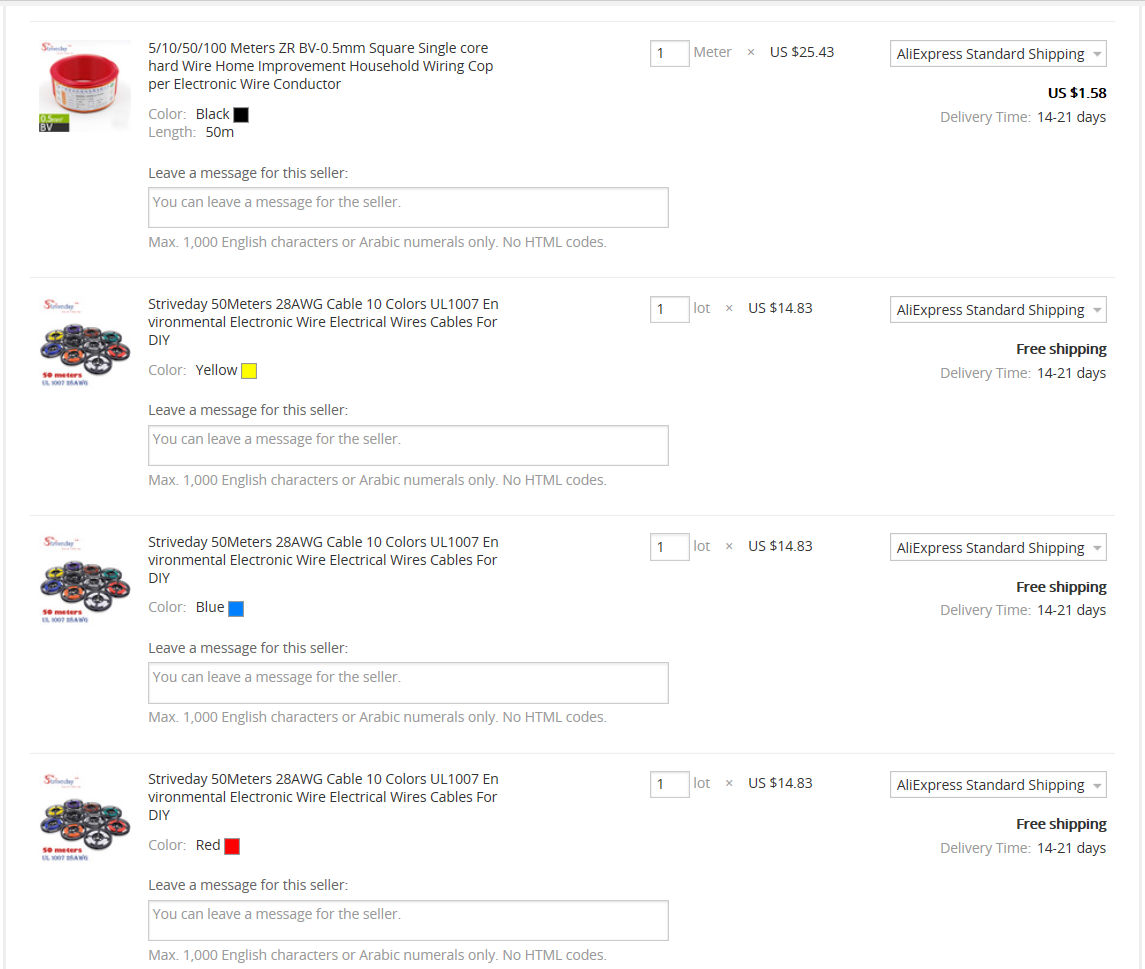 Striveday™
0.5mm²
BV
5/10/50/100 Meters ZR BV-0.5mm Square Single core
hard Wire Home Improvement Household Wiring Cop
per Electronic Wire Conductor
Color: Black
Length: 50m
1 Meter × US $25.43
AliExpress Standard Shipping
US $1.58
Delivery Time: 14-21 days
Leave a message for this seller:
You can leave a message for the seller.
Max. 1,000 English characters or Arabic numerals only. No HTML codes.
Striveday™
50 meters
UL 1007 28AWG
Striveday 50Meters 28AWG Cable 10 Colors UL1007 En
vironmental Electronic Wire Electrical Wires Cables For
DIY
Color: Yellow
1 lot × US $14.83
AliExpress Standard Shipping
Free shipping
Delivery Time: 14-21 days
Leave a message for this seller:
You can leave a message for the seller.
Max. 1,000 English characters or Arabic numerals only. No HTML codes.
Striveday™
50 meters
UL 1007 28AWG
Striveday 50Meters 28AWG Cable 10 Colors UL1007 En
vironmental Electronic Wire Electrical Wires Cables For
DIY
Color: Blue
1 lot × US $14.83
AliExpress Standard Shipping
Free shipping
Delivery Time: 14-21 days
Leave a message for this seller:
You can leave a message for the seller.
Max. 1,000 English characters or Arabic numerals only. No HTML codes.
Striveday™
50 meters
UL 1007 28AWG
Striveday 50Meters 28AWG Cable 10 Colors UL1007 En
vironmental Electronic Wire Electrical Wires Cables For
DIY
Color: Red
1 lot × US $14.83
AliExpress Standard Shipping
Free shipping
Delivery Time: 14-21 days
Leave a message for this seller:
You can leave a message for the seller.
Max. 1,000 English characters or Arabic numerals only. No HTML codes.